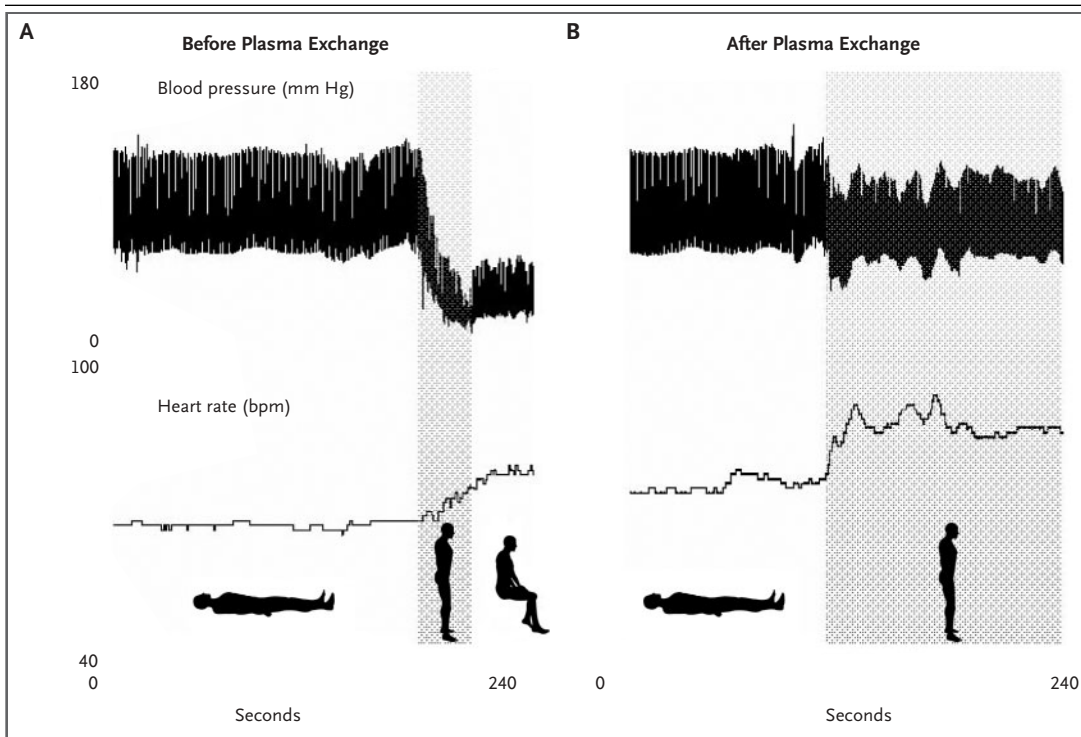 A
Before Plasma Exchange
180
Blood pressure (mm Hg)
0
100
Heart rate (bpm)
40
0
240
Seconds
B
After Plasma Exchange
0
240
Seconds